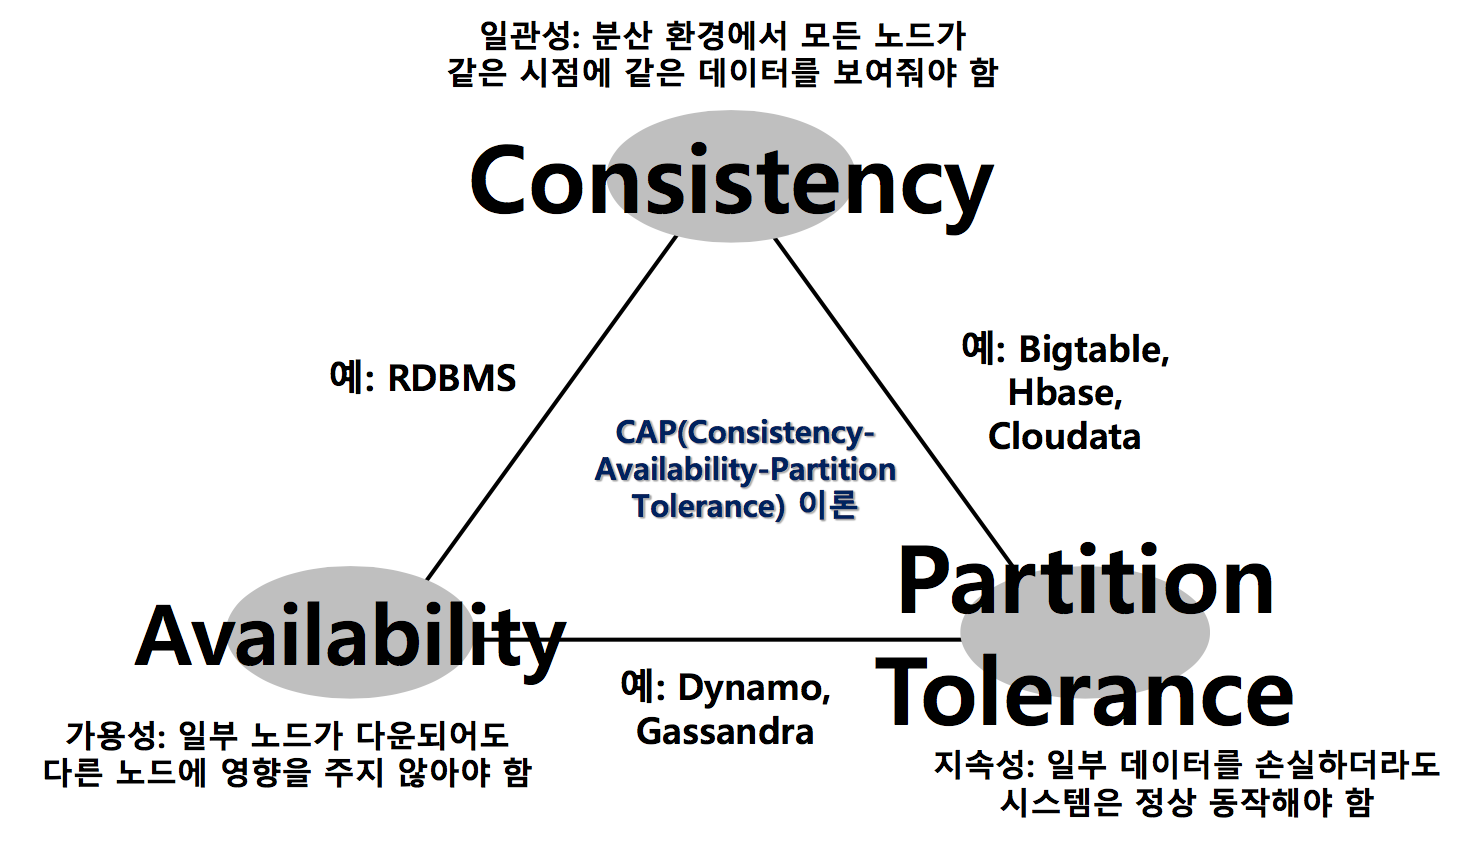 일관성: 분산 환경에서 모든 노드가
같은 시점에 같은 데이터를 보여줘야 함
Consistency
예: RDBMS
예: Bigtable,
Hbase,
Cloudata
CAP(Consistency-
Availability-Partition
Tolerance) 이론
Availability
Partition
Tolerance
예: Dynamo,
Gassandra
가용성: 일부 노드가 다운되어도
다른 노드에 영향을 주지 않아야 함
지속성: 일부 데이터를 손실하더라도
시스템은 정상 동작해야 함